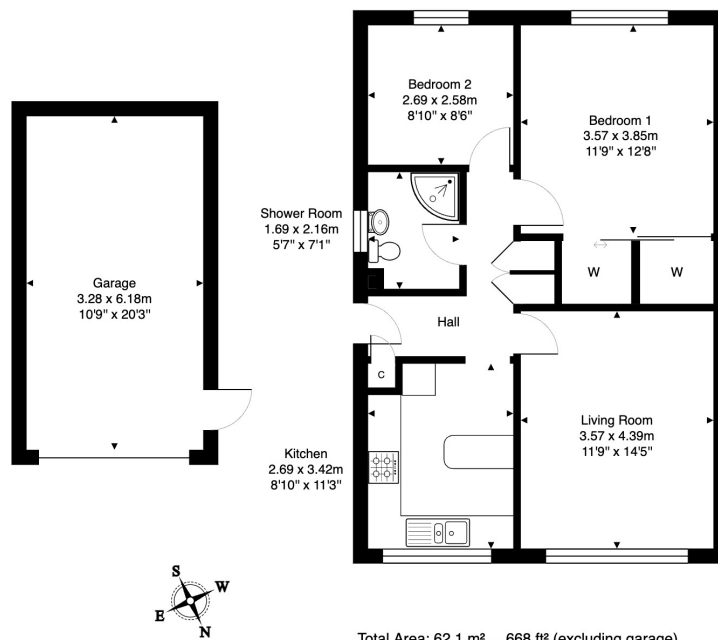 Bedroom 2
2.69 x 2.58m
8'10" x 8'6"
Bedroom 1
3.57 x 3.85m
11'9" x 12'8"
Shower Room
1.69 x 2.16m
5'7" x 7'1"
Garage
3.28 x 6.18m
10'9" x 20'3"
W
W
Hall
C
Living Room
3.57 x 4.39m
11'9" x 14'5"
Kitchen
2.69 x 3.42m
8'10" x 11'3"
S
W
E
N
Total Area: 62.1 m² ... 668 ft² (excluding garage)